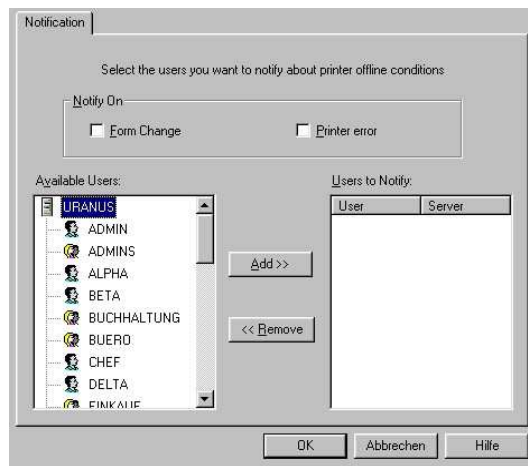 Notification
Select the users you want to notify about printer offline conditions
Notify On
Form Change
Printer error
Available Users:
URANUS
ADMIN
ADMINS
ALPHA
BETA
BUCHHALTUNG
BUERO
CHEF
DELTA
EINKAUF
Add >>
<< Remove
Users to Notify:
User Server
OK Abbrechen Hilfe